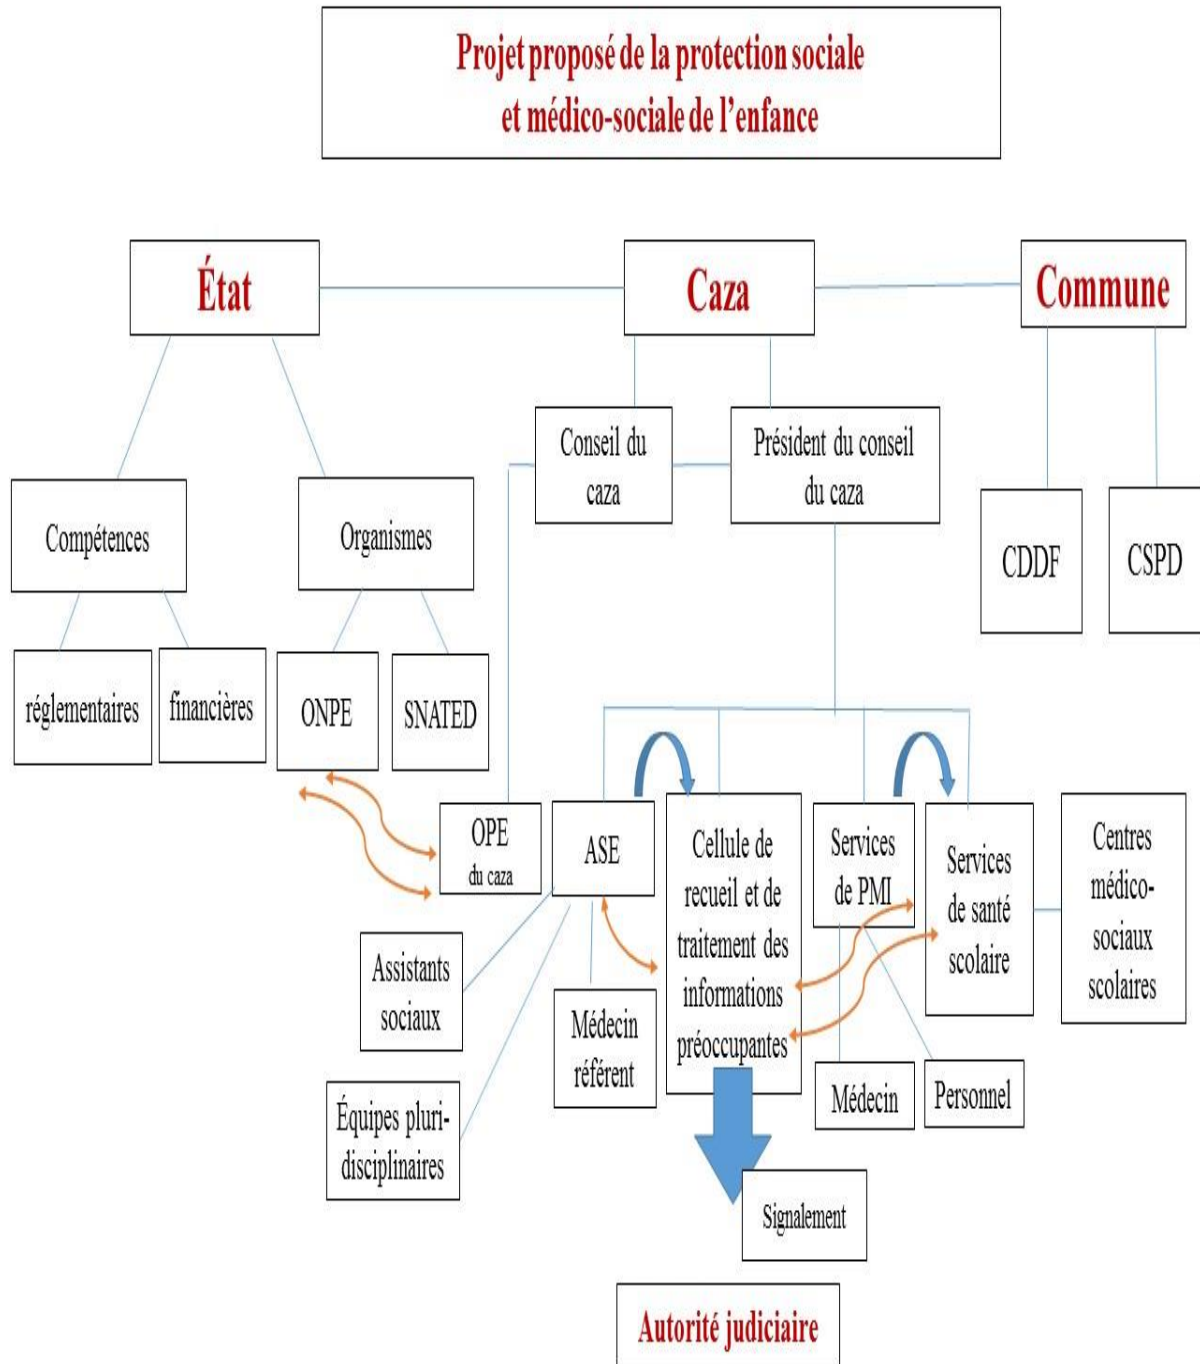 Projet proposé de la protection sociale
et médico-sociale de l'enfance
État
Caza
Commune
Conseil du
caza
Président du conseil
du caza
Compétences
Organismes
CDDF
CSPD
réglementaires
financières
ONPE
SNATED
OPE
du caza
ASE
Cellule de
recueil et de
traitement des
informations
préoccupantes
Services
de PMI
Services
de santé
scolaire
Centres
médico-
sociaux
scolaires
Assistants
sociaux
Médecin
référent
Équipes pluri-
disciplinaires
Médecin
Personnel
Signalement
Autorité judiciaire